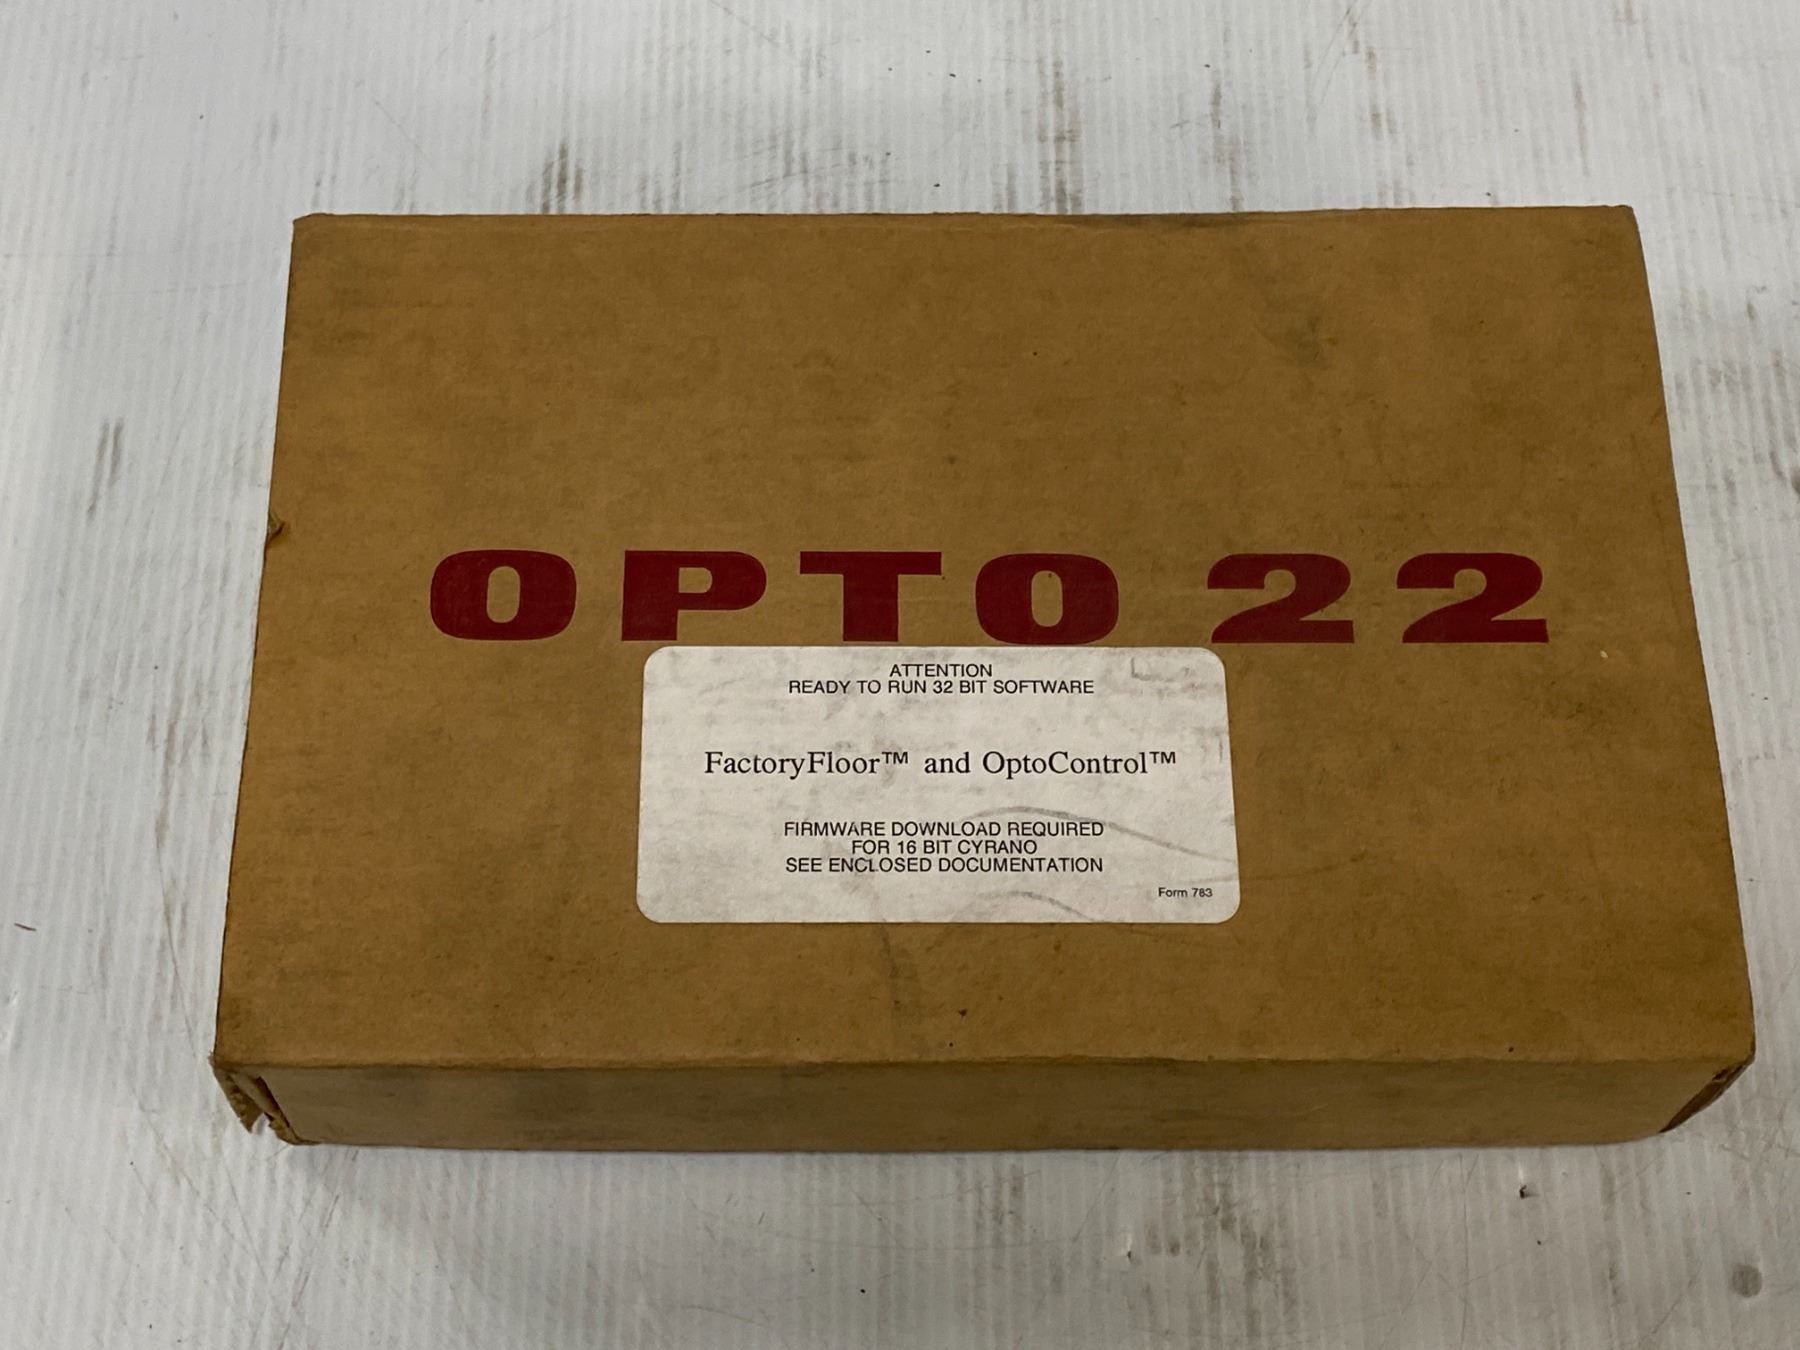 OPTO 22
ATTENTION
READY TO RUN 32 BIT SOFTWARE
FactoryFloor™ and OptoControl™
FIRMWARE DOWNLOAD REQUIRED
FOR 16 BIT CYRANO
SEE ENCLOSED DOCUMENTATION
Form 783